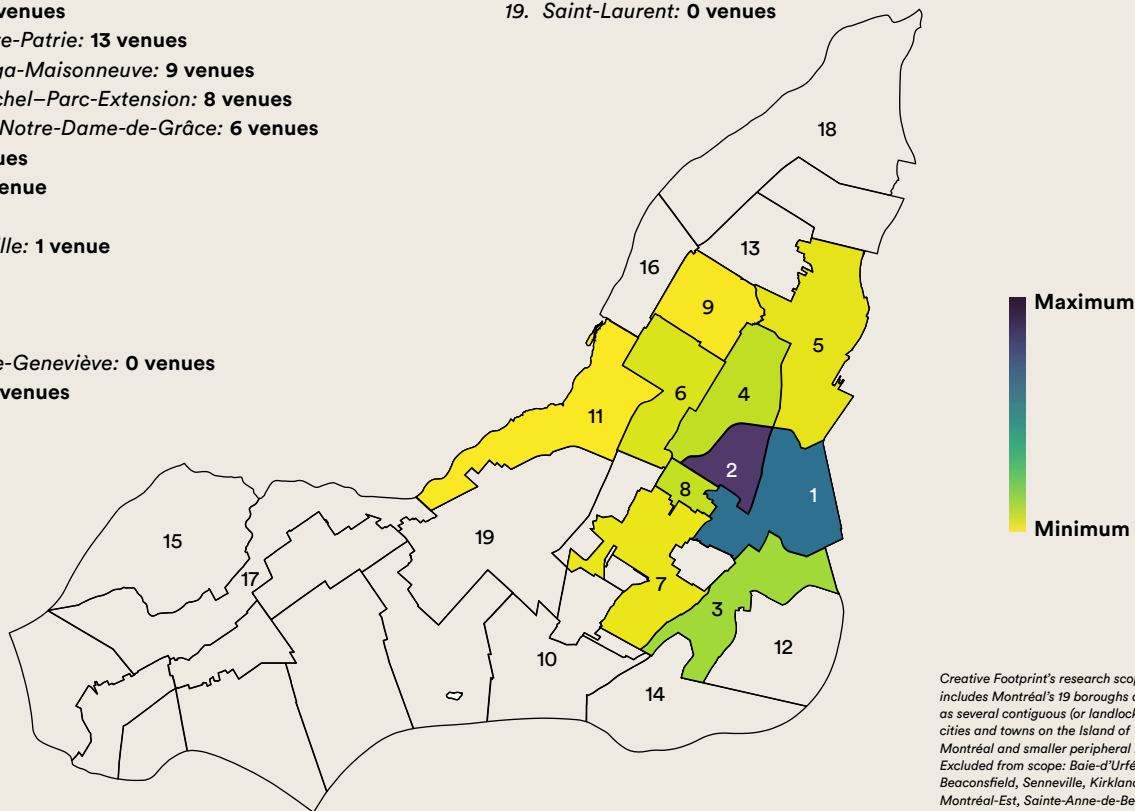 venues
19. Saint-Laurent: 0 venues
e-Patrie: 13 venues
ga-Maisonneuve: 9 venues
chel–Parc-Extension: 8 venues
Notre-Dame-de-Grâce: 6 venues
ues
enue
lle: 1 venue
e-Geneviève: 0 venues
venues
18
13
16
9
5
6
4
11
2
8
1
15
19
17
7
3
10
12
14
Maximum
Minimum
Creative Footprint's research scop
includes Montréal's 19 boroughs a
as several contiguous (or landlock
cities and towns on the Island of
Montréal and smaller peripheral
Excluded from scope: Baie-d'Urfé
Beaconsfield, Senneville, Kirkland
Montréal-Est, Sainte-Anne-de-Be